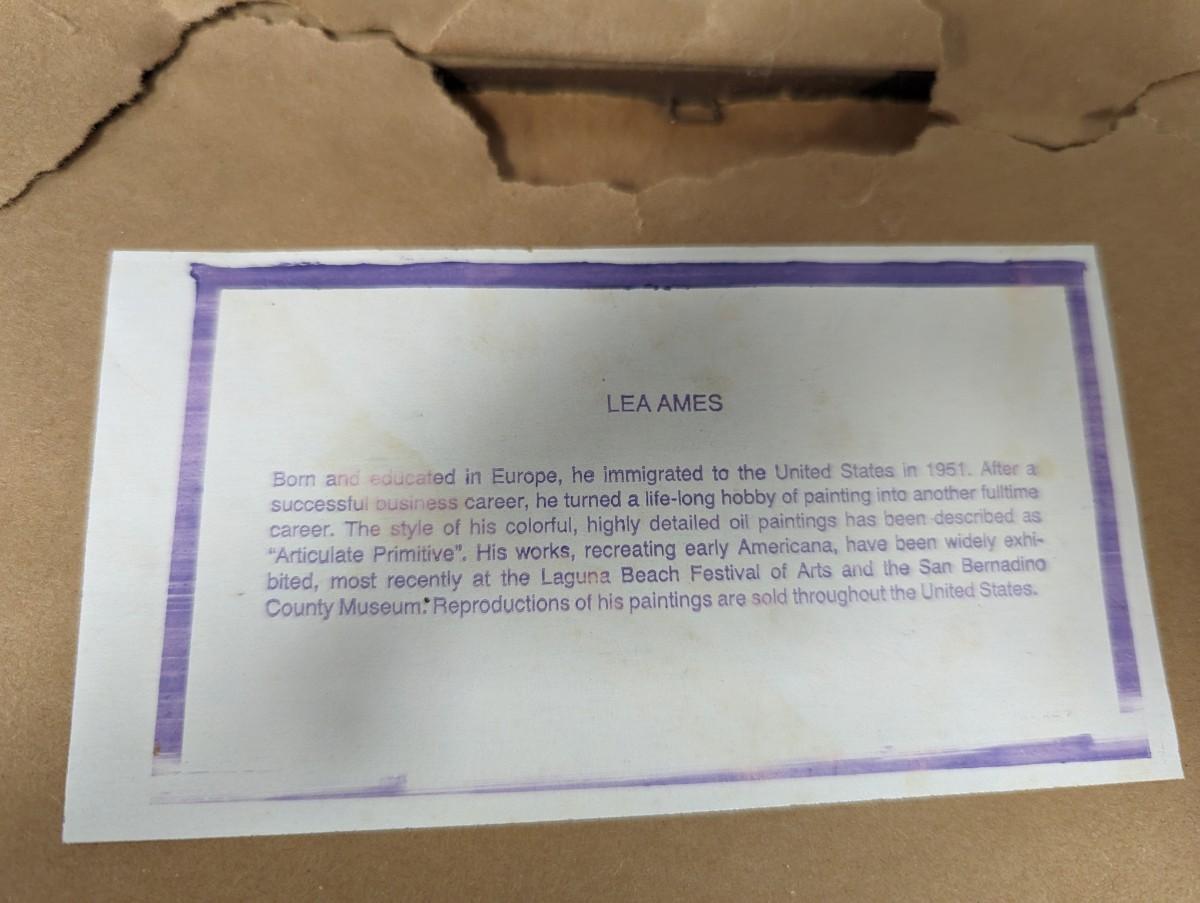 LEA AMES
Born and educated in Europe, he immigrated to the United States in 1951. After a
successful business career, he turned a life-long hobby of painting into another fulltime
career. The style of his colorful, highly detailed oil paintings has been described as
“Articulate Primitive”. His works, recreating early Americana, have been widely exhi-
bited, most recently at the Laguna Beach Festival of Arts and the San Bernadino
County Museum. Reproductions of his paintings are sold throughout the United States.